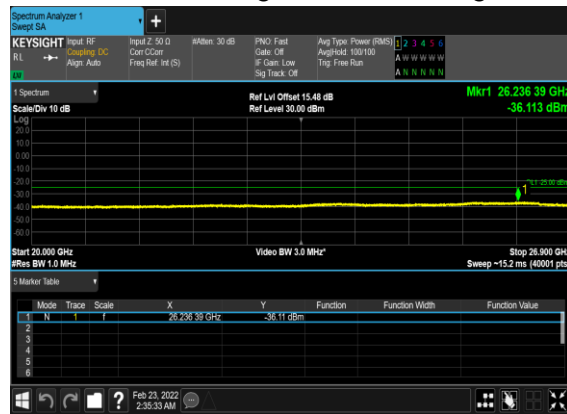 Spectrum Analyzer 1
Swept SA
+
KEYSIGHT Input: RF Input Z: 50 Ω #Atten: 30 dB PNO: Fast Avg Type: Power (RMS) 1 2 3 4 5 6
RL Coupling: DC Corr CCorr Gate: Off Avg|Hold: 100/100 A W W W W W
Align: Auto Freq Ref: Int (S) IF Gain: Low Trig: Free Run
Sig Track: Off A N N N N N
1 Spectrum Ref Lvl Offset 15.48 dB Mkr1 26.236 39 GHz
Scale/Div 10 dB Ref Level 30.00 dBm -36.113 dBm
Log
20.0
10.0
0.00
-10.0
-20.0
DL1 -25.00 dBm
1
-30.0
-40.0
-50.0
-60.0
Start 20.000 GHz Video BW 3.0 MHz* Stop 26.900 GHz
#Res BW 1.0 MHz Sweep ~15.2 ms (40001 pts)
5 Marker Table
Mode Trace Scale X Y Function Function Width Function Value
1 N 1 f 26.236 39 GHz -36.11 dBm
2
3
4
5
6
? Feb 23, 2022
2:35:33 AM